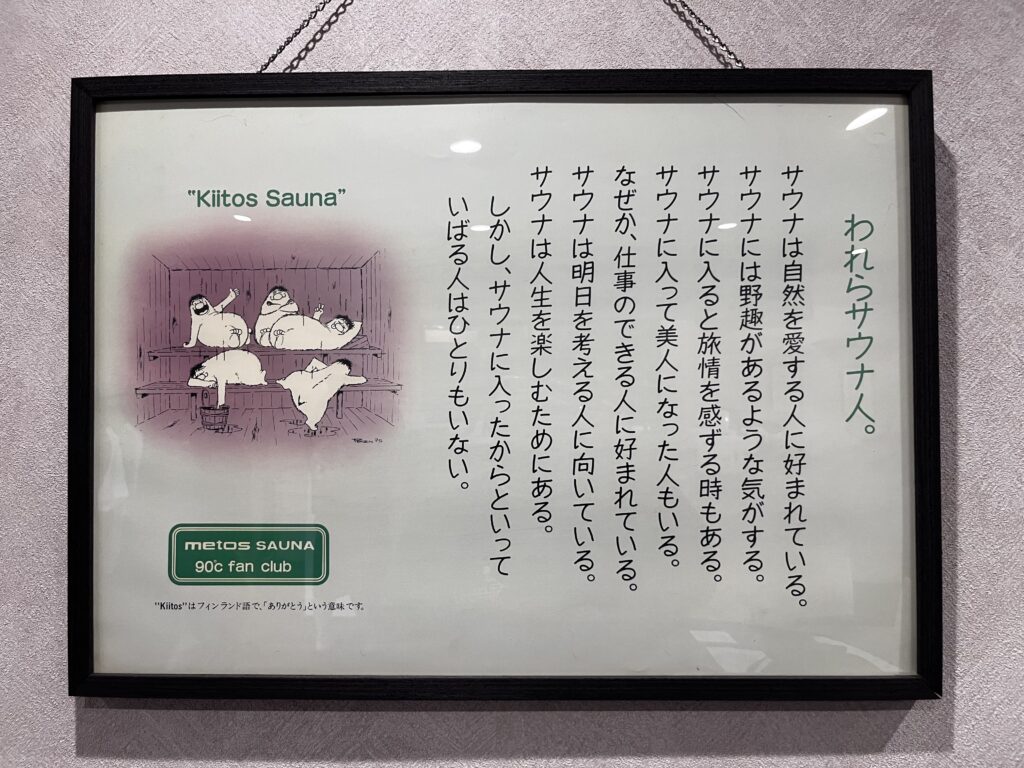 われらサウナ人。
サウナは自然を愛する人に好まれている。
サウナには野趣があるような気がする。
サウナに入ると旅情を感ずる時もある。
サウナに入って美人になった人もいる。
なぜか、仕事のできる人に好まれている。
サウナは明日を考える人に向いている。
サウナは人生を楽しむためにある。
しかし、サウナに入ったからといって
いばる人はひとりもいない。
"Kiitos Sauna"
metos SAUNA
90℃ fan club
"Kiitos"はフィンランド語で、「ありがとう」という意味です。